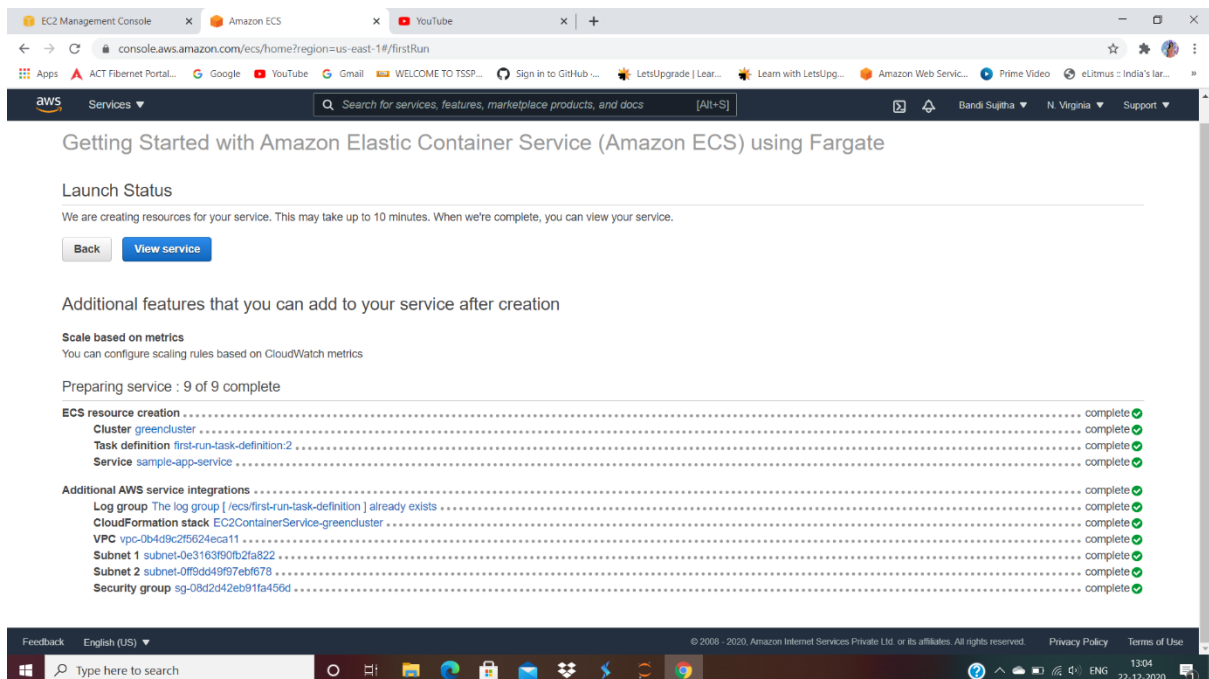 EC2 Management Console
Amazon ECS
YouTube
console.aws.amazon.com/ecs/home?region=us-east-1#/firstRun
Apps ACT Fibernet Portal... Google YouTube Gmail WELCOME TO TSSP... Sign in to GitHub ·... LetsUpgrade | Lear... Learn with LetsUpg... Amazon Web Servic... Prime Video eLitmus :: India's lar... »
aws Services ▼ Search for services, features, marketplace products, and docs [Alt+S] Bandi Sujitha ▼ N. Virginia ▼ Support ▼
Getting Started with Amazon Elastic Container Service (Amazon ECS) using Fargate
Launch Status
We are creating resources for your service. This may take up to 10 minutes. When we're complete, you can view your service.
Back View service
Additional features that you can add to your service after creation
Scale based on metrics
You can configure scaling rules based on CloudWatch metrics
Preparing service : 9 of 9 complete
ECS resource creation complete
Cluster greencluster complete
Task definition first-run-task-definition:2 complete
Service sample-app-service complete
Additional AWS service integrations complete
Log group The log group [ /ecs/first-run-task-definition ] already exists complete
CloudFormation stack EC2ContainerService-greencluster complete
VPC vpc-0b4d9c2f5624eca11 complete
Subnet 1 subnet-0e3163f90fb2fa822 complete
Subnet 2 subnet-0ff9dd49f97ebf678 complete
Security group sg-08d2d42eb91fa456d complete
Feedback English (US) ▼ © 2008 - 2020, Amazon Internet Services Private Ltd. or its affiliates. All rights reserved. Privacy Policy Terms of Use
Type here to search ENG 13:04
22-12-2020